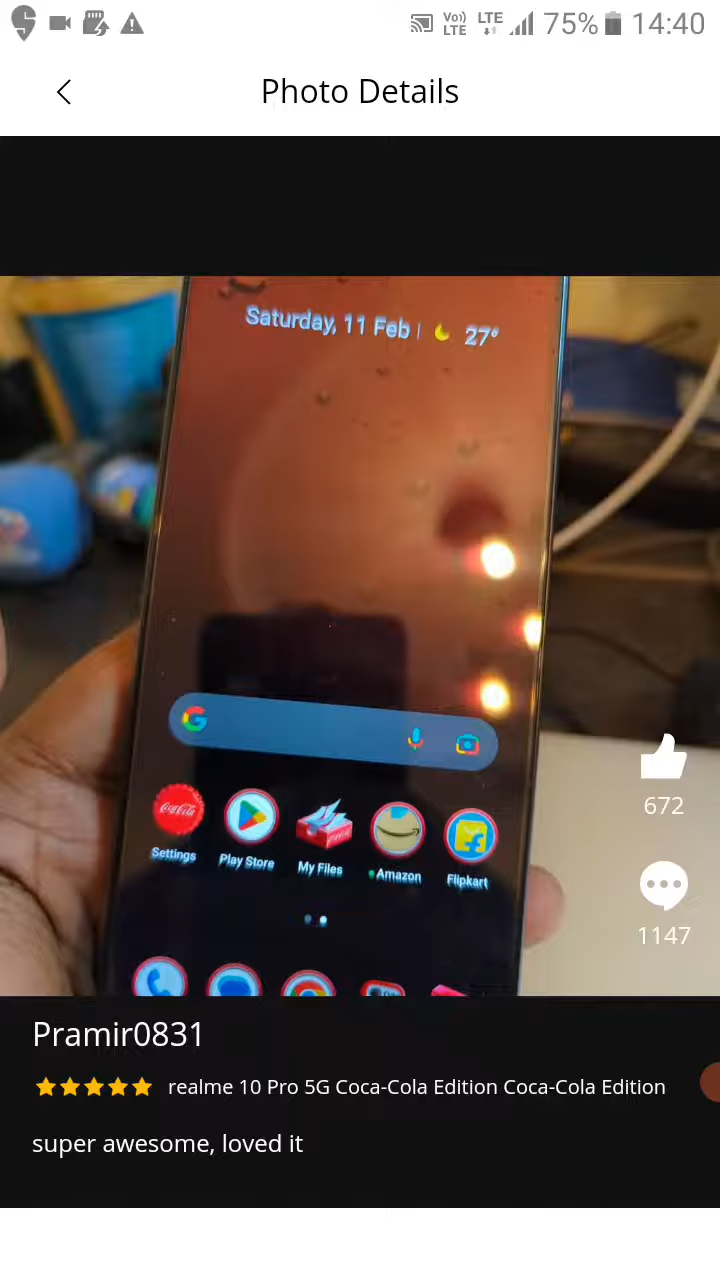 Vo)) LTE LTE 75% 14:40
Photo Details
Saturday, 11 Feb | 27°
G
Coca-Cola
Settings Play Store My Files Amazon Flipkart
672
1147
Pramir0831
realme 10 Pro 5G Coca-Cola Edition Coca-Cola Edition
super awesome, loved it